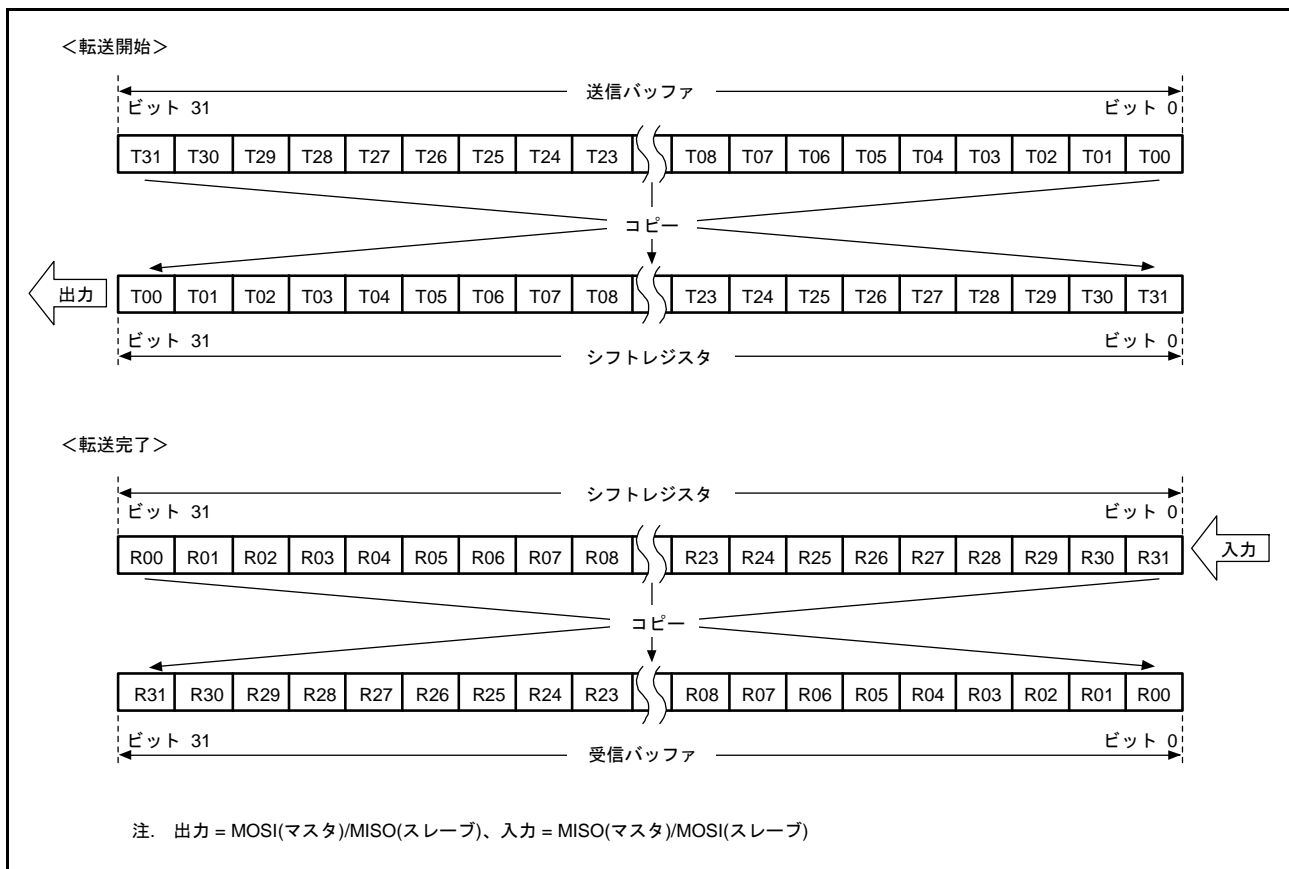 ＜転送開始＞
送信バッファ
ビット 31 ビット 0
T31 T30 T29 T28 T27 T26 T25 T24 T23 T08 T07 T06 T05 T04 T03 T02 T01 T00
コピー
出力 T00 T01 T02 T03 T04 T05 T06 T07 T08 T23 T24 T25 T26 T27 T28 T29 T30 T31
ビット 31 ビット 0
シフトレジスタ
＜転送完了＞
シフトレジスタ
ビット 31 ビット 0
R00 R01 R02 R03 R04 R05 R06 R07 R08 R23 R24 R25 R26 R27 R28 R29 R30 R31 入力
コピー
R31 R30 R29 R28 R27 R26 R25 R24 R23 R08 R07 R06 R05 R04 R03 R02 R01 R00
ビット 31 ビット 0
受信バッファ
注. 出力 = MOSI(マスタ)/MISO(スレーブ)、入力 = MISO(マスタ)/MOSI(スレーブ)